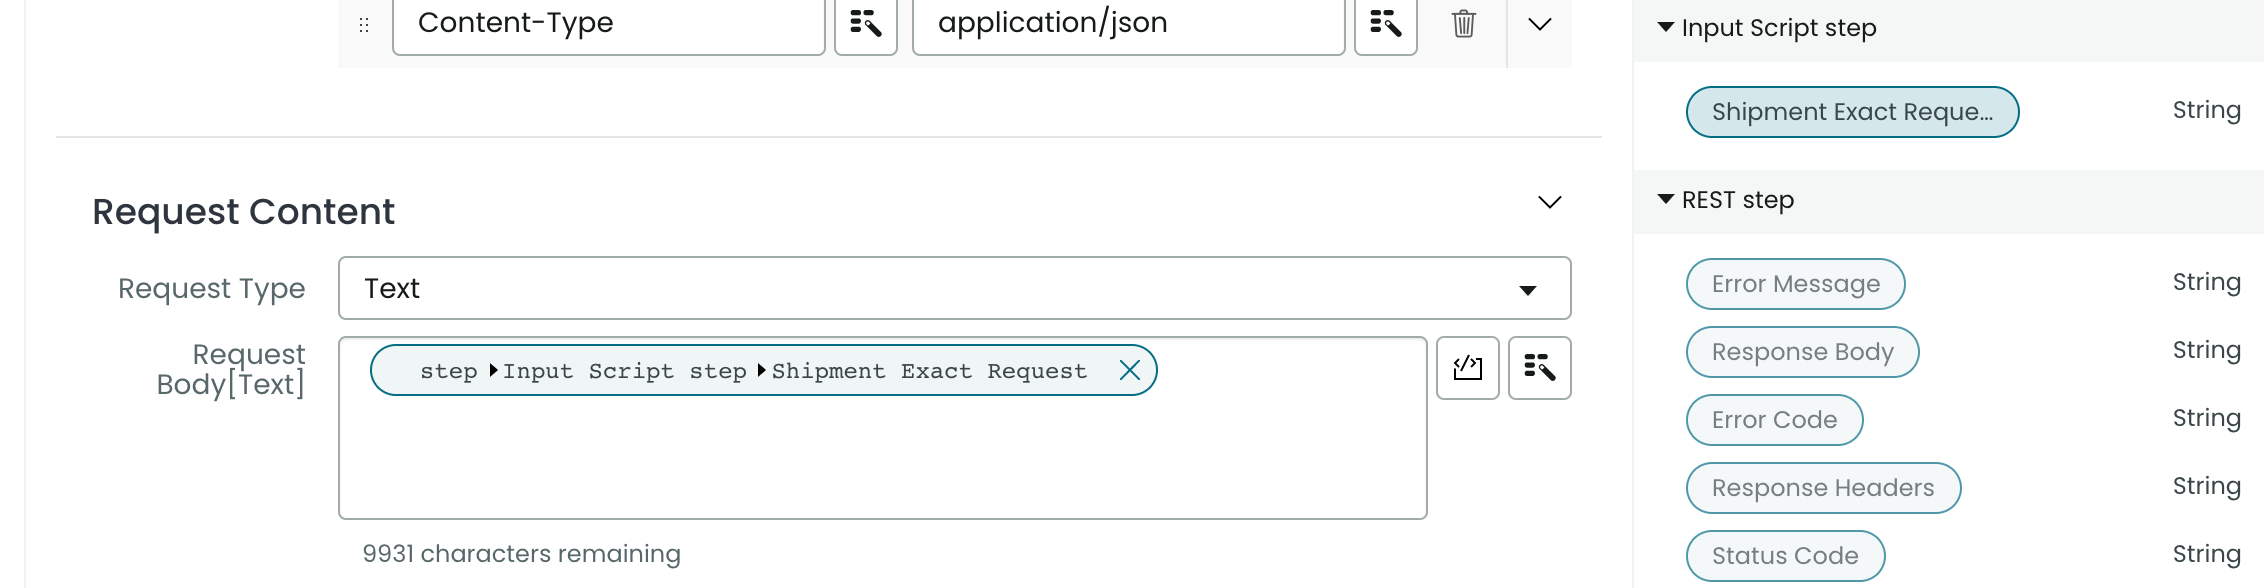 Content-Type
application/json
Request Content
Request Type
Text
Request
Body[Text]
step Input Script step Shipment Exact Request
9931 characters remaining
Input Script step
Shipment Exact Reque... String
REST step
Error Message String
Response Body String
Error Code String
Response Headers String
Status Code String